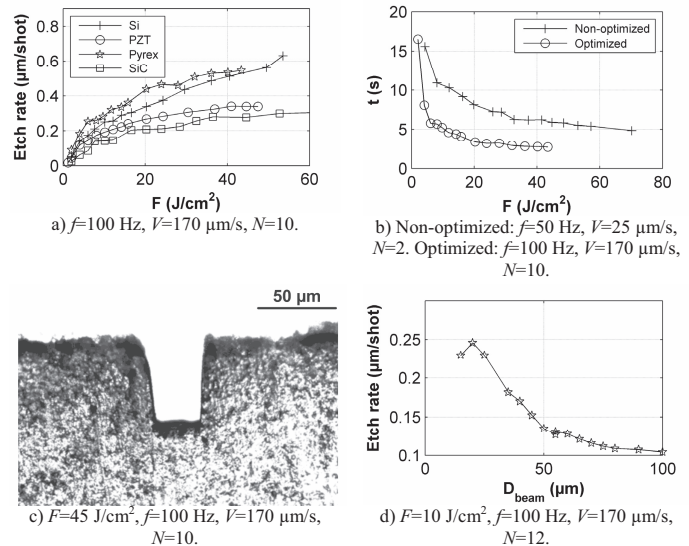 Etch rate (µm/shot)
0.8
0.6
0.4
0.2
0
0 20 40 60
F (J/cm²)
Si
PZT
Pyrex
SiC
a) f=100 Hz, V=170 µm/s, N=10.
t (s)
20
15
10
5
0
0 20 40 60 80
F (J/cm²)
Non-optimized
Optimized
b) Non-optimized: f=50 Hz, V=25 µm/s,
N=2. Optimized: f=100 Hz, V=170 µm/s,
N=10.
50 µm
c) F=45 J/cm², f=100 Hz, V=170 µm/s,
N=10.
Etch rate (µm/shot)
0.25
0.2
0.15
0.1
0 50 100
D_beam (µm)
d) F=10 J/cm², f=100 Hz, V=170 µm/s,
N=12.